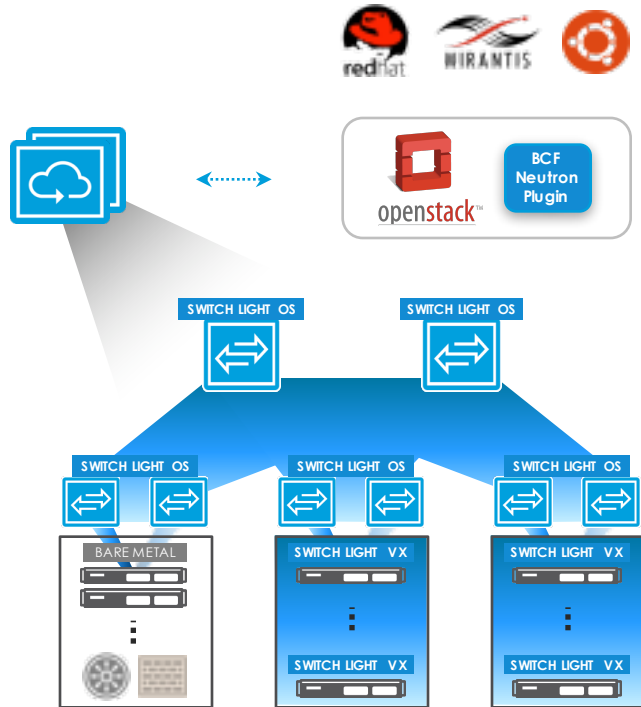 redhat
MIRANTIS
openstack™
BCF
Neutron
Plugin
SWITCH LIGHT OS
SWITCH LIGHT OS
SWITCH LIGHT OS
SWITCH LIGHT OS
SWITCH LIGHT OS
BARE METAL
SWITCH LIGHT VX
SWITCH LIGHT VX
SWITCH LIGHT VX
SWITCH LIGHT VX